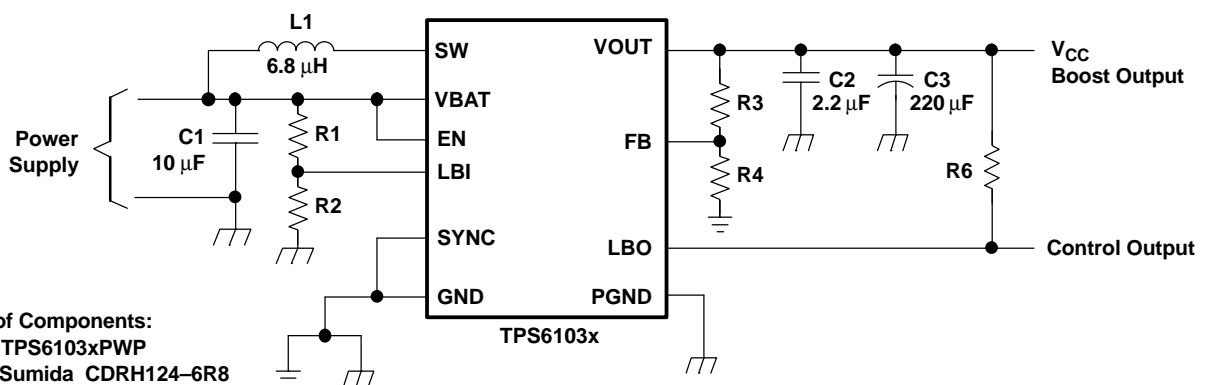 L1
6.8 µH
SW
VOUT
VCC
Boost Output
Power
Supply
C1
10 µF
R1
R2
VBAT
EN
LBI
SYNC
GND
R3
FB
R4
C2
2.2 µF
C3
220 µF
R6
LBO
Control Output
PGND
TPS6103x
of Components:
TPS6103xPWP
Sumida CDRH124–6R8